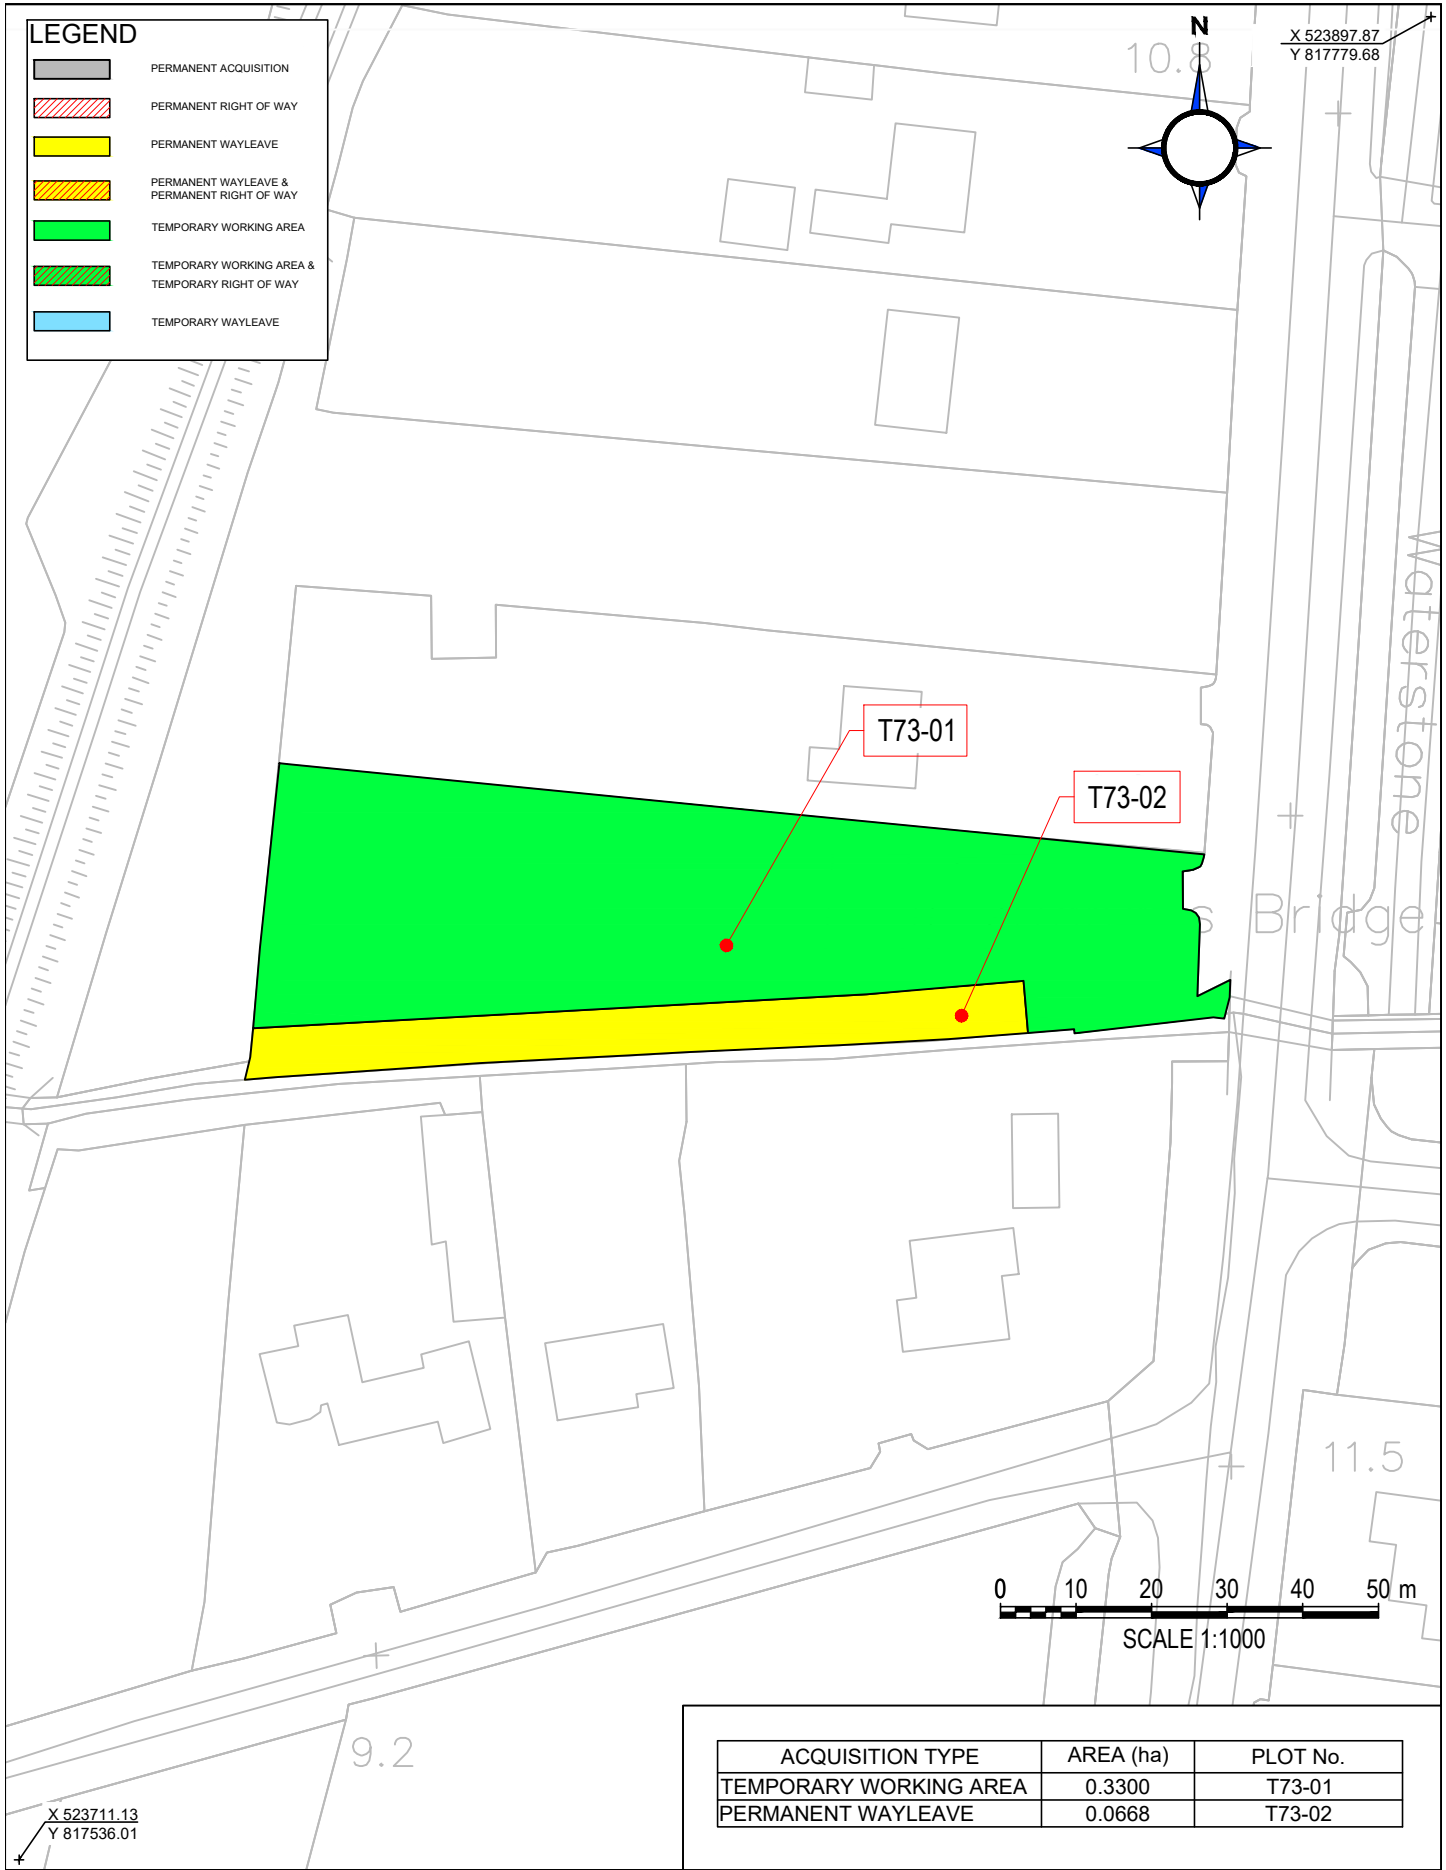 LEGEND
PERMANENT ACQUISITION
PERMANENT RIGHT OF WAY
PERMANENT WAYLEAVE
PERMANENT WAYLEAVE &
PERMANENT RIGHT OF WAY
TEMPORARY WORKING AREA
TEMPORARY WORKING AREA &
TEMPORARY RIGHT OF WAY
TEMPORARY WAYLEAVE
10.8
N
X 523897.87
Y 817779.68
Waterstone
T73-01
T73-02
s Bridge
11.5
0 10 20 30 40 50 m
SCALE 1:1000
9.2
X 523711.13
Y 817536.01
ACQUISITION TYPE AREA (ha) PLOT No.
TEMPORARY WORKING AREA 0.3300 T73-01
PERMANENT WAYLEAVE 0.0668 T73-02